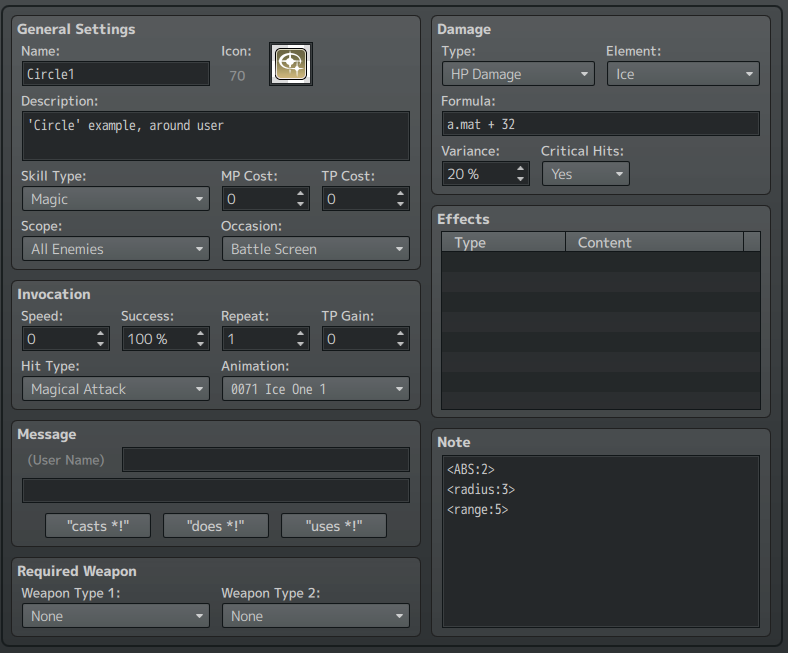 General Settings
Name:
Icon:
Circle1
70
Description:
'Circle' example, around user
Skill Type:
MP Cost:
TP Cost:
Magic
0
0
Scope:
Occasion:
All Enemies
Battle Screen
Invocation
Speed:
Success:
Repeat:
TP Gain:
0
100 %
1
0
Hit Type:
Animation:
Magical Attack
0071 Ice One 1
Message
(User Name)
"casts *!"
"does *!"
"uses *!"
Required Weapon
Weapon Type 1:
Weapon Type 2:
None
None
Damage
Type:
Element:
HP Damage
Ice
Formula:
a.mat + 32
Variance:
Critical Hits:
20 %
Yes
Effects
Type
Content
Note
<ABS:2>
<radius:3>
<range:5>